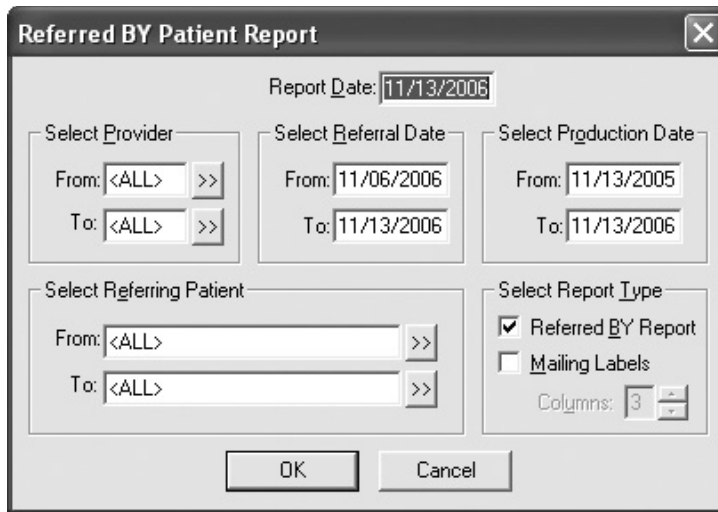 Referred BY Patient Report
Report Date: 11/13/2006
Select Provider
From: <ALL> >>
To: <ALL> >>
Select Referral Date
From: 11/06/2006
To: 11/13/2006
Select Production Date
From: 11/13/2005
To: 11/13/2006
Select Referring Patient
From: <ALL> >>
To: <ALL> >>
Select Report Type
Referred BY Report
Mailing Labels
Columns: 3
OK Cancel